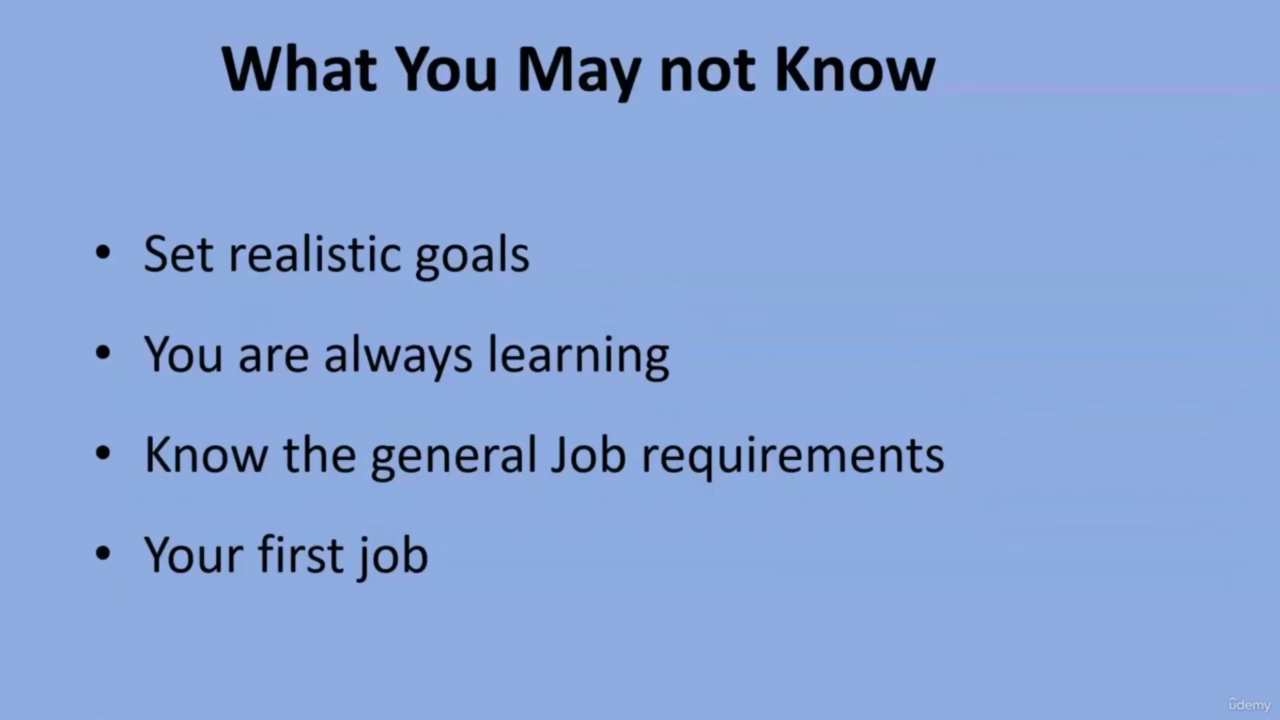 What You May not Know
• Set realistic goals
• You are always learning
• Know the general Job requirements
• Your first job
udemy